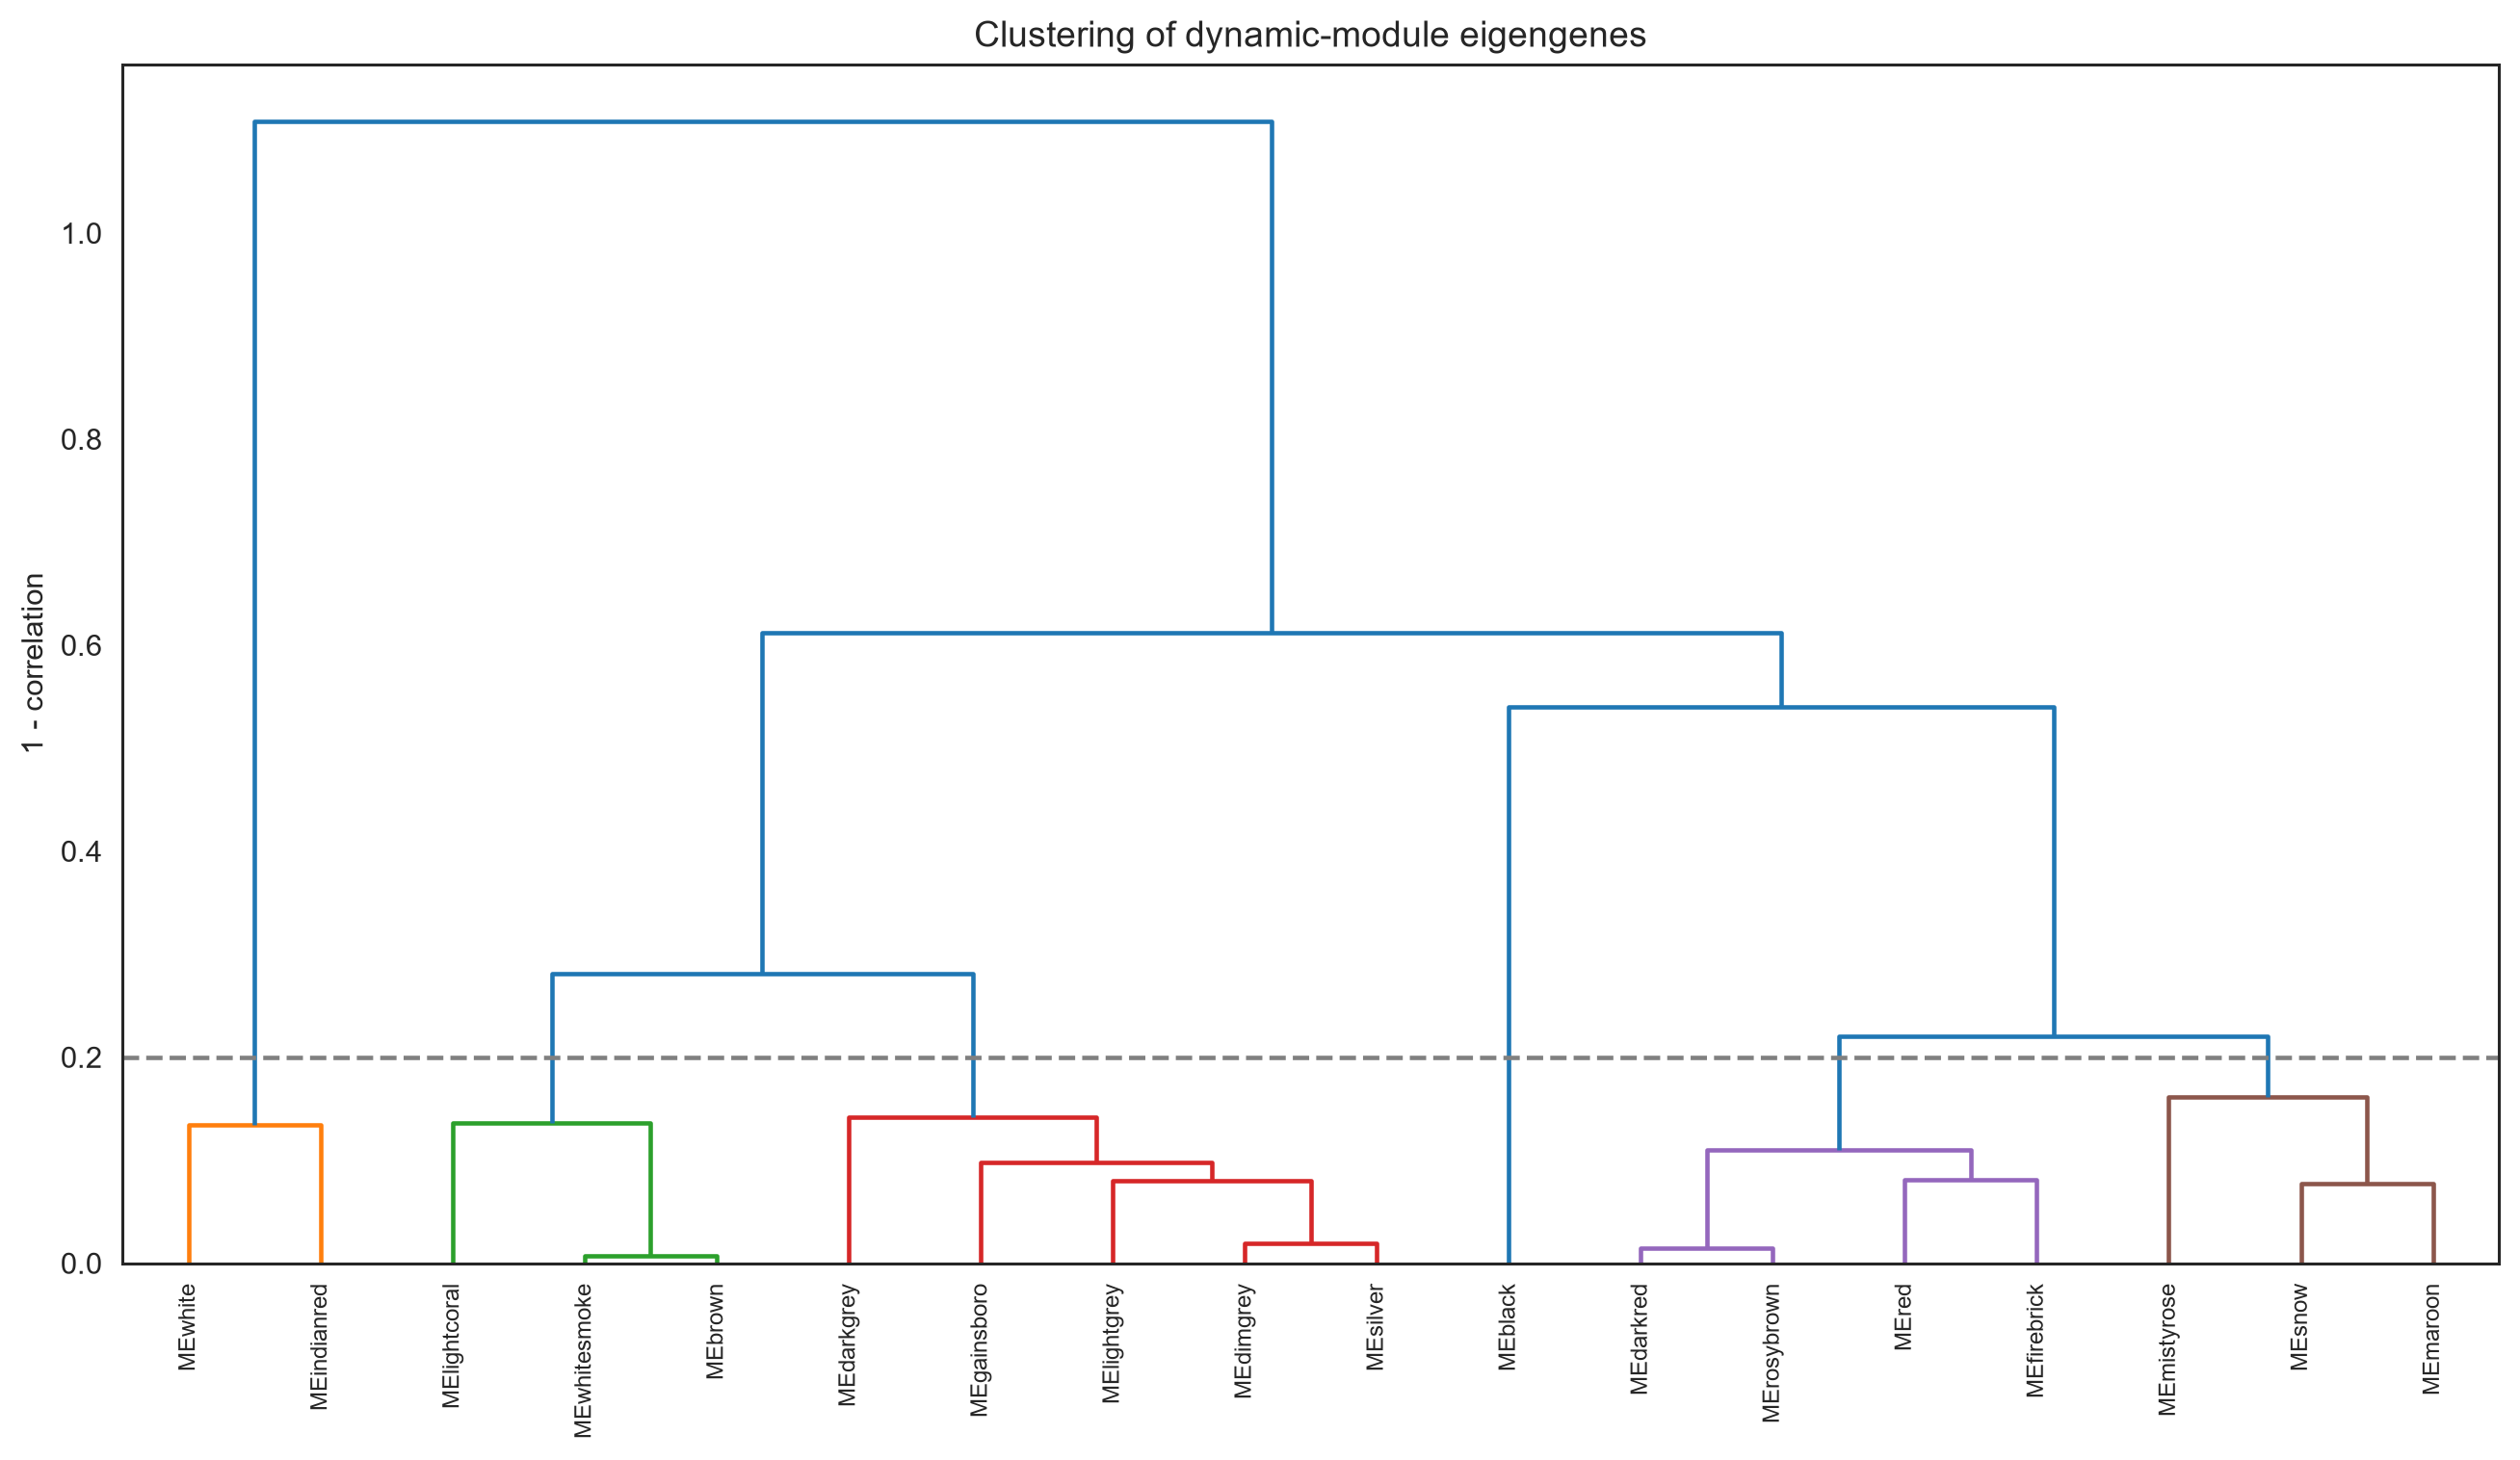 Clustering of dynamic-module eigengenes
1 - correlation
1.0
0.8
0.6
0.4
0.2
0.0
MEwhite
MEindianred
MElightcoral
MEwhitesmoke
MEbrown
MEdarkgrey
MEgainsboro
MElightgrey
MEdimgrey
MEsilver
MEblack
MEdarkred
MErosybrown
MEred
MEfirebrick
MEmistyrose
MEsnow
MEmaroon